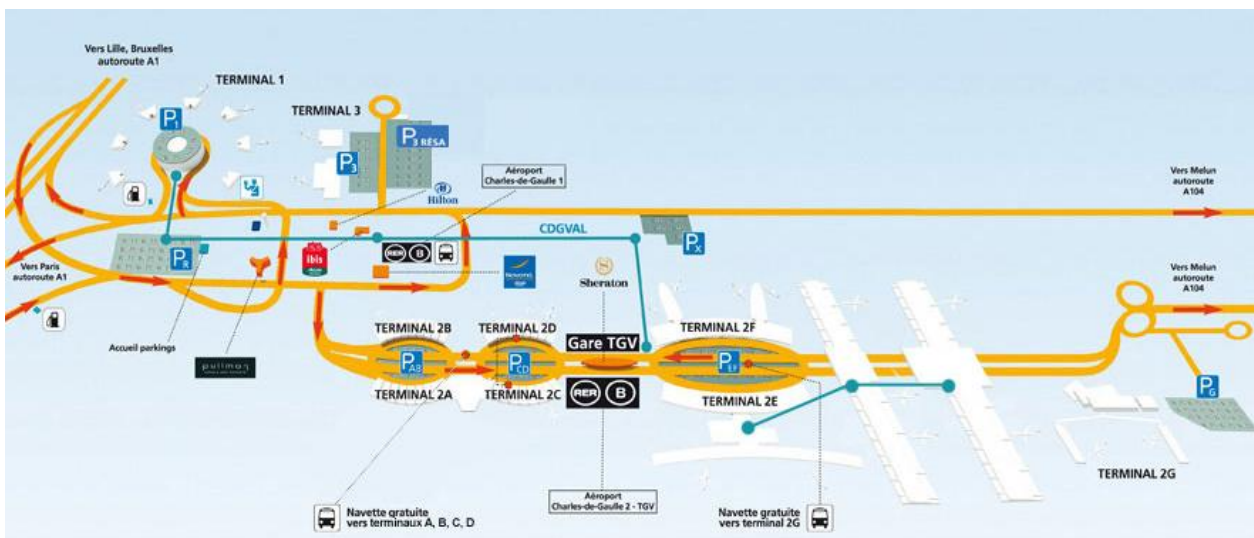 Vers Lille, Bruxelles
autoroute A1
TERMINAL 1
P1
TERMINAL 3
P3 RÉSA
P3
Aéroport
Charles-de-Gaulle 1
Hilton
Vers Melun
autoroute
A104
CDGVAL
PR
PX
ibis
RER B
NOVOTEL
Sheraton
Vers Paris
autoroute A1
Vers Melun
autoroute
A104
Accueil parkings
pullman
TERMINAL 2B
TERMINAL 2D
Gare TGV
TERMINAL 2F
PAB
PCD
PEF
TERMINAL 2A
TERMINAL 2C
RER B
TERMINAL 2E
PG
TERMINAL 2G
Navette gratuite
vers terminaux A, B, C, D
Aéroport
Charles-de-Gaulle 2 - TGV
Navette gratuite
vers terminal 2G